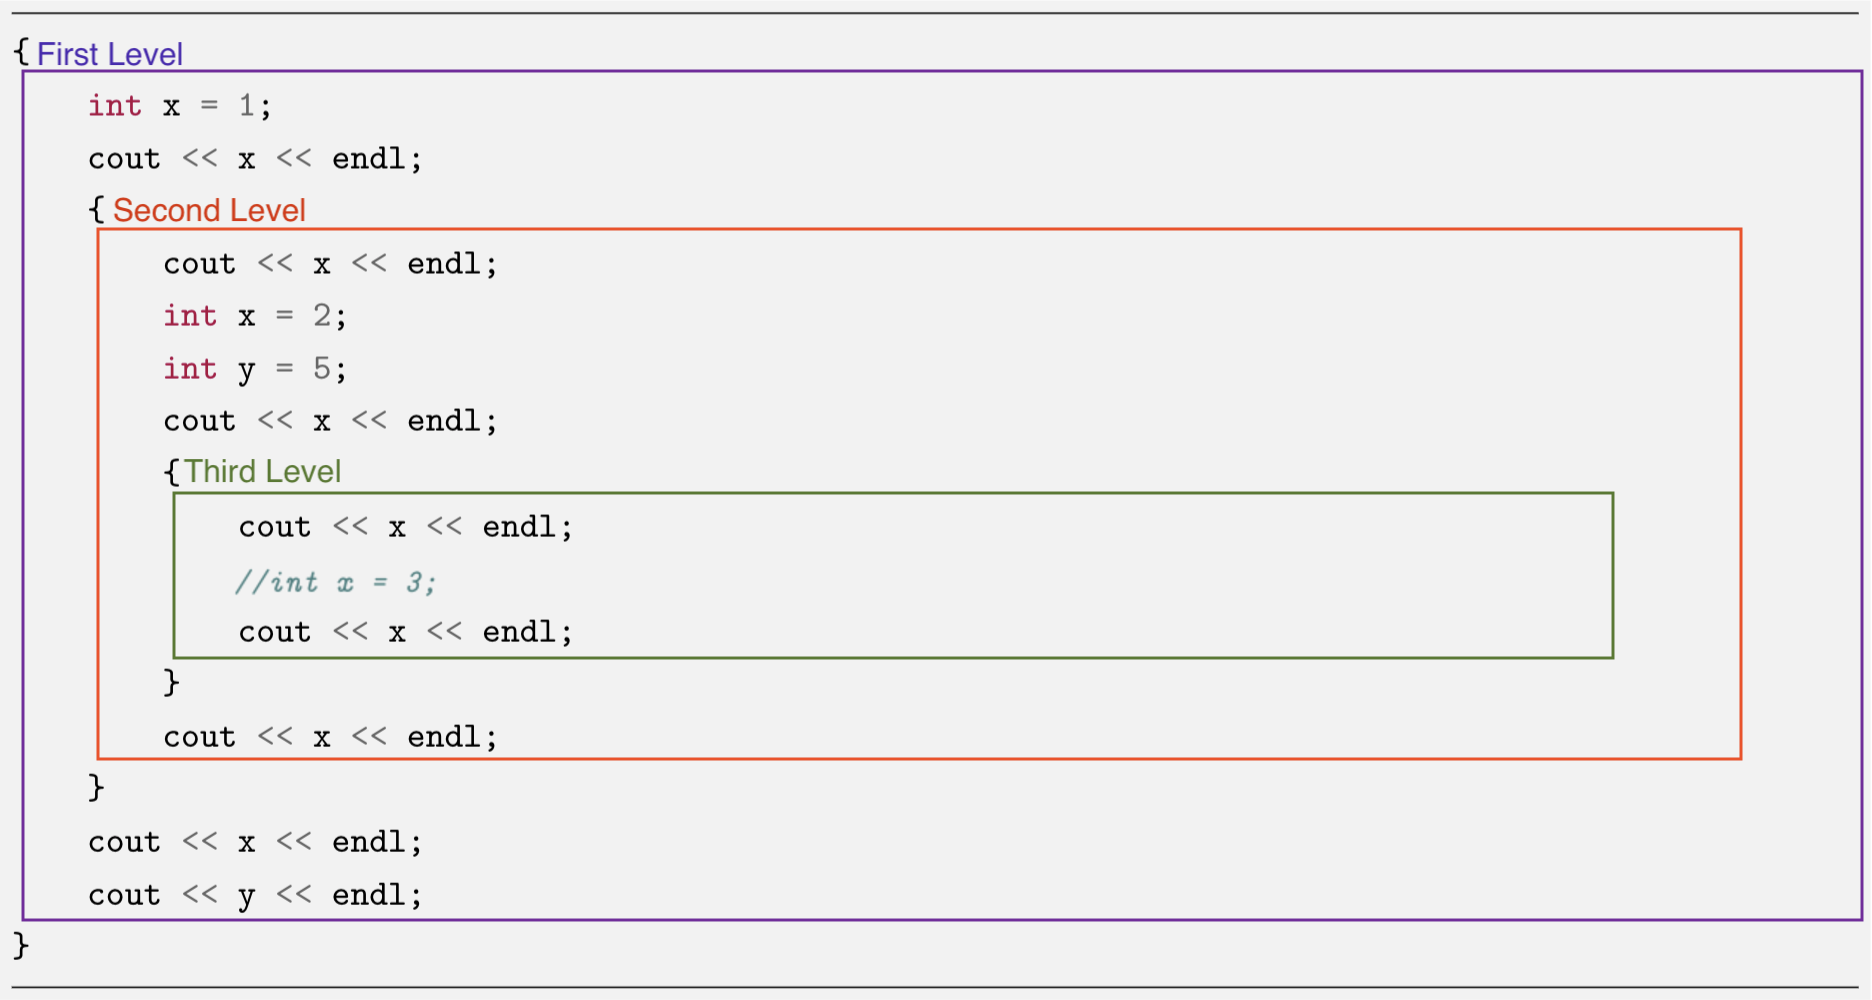 { First Level
int x = 1;
cout << x << endl;
{ Second Level
cout << x << endl;
int x = 2;
int y = 5;
cout << x << endl;
{ Third Level
cout << x << endl;
//int x = 3;
cout << x << endl;
}
cout << x << endl;
}
cout << x << endl;
cout << y << endl;
}